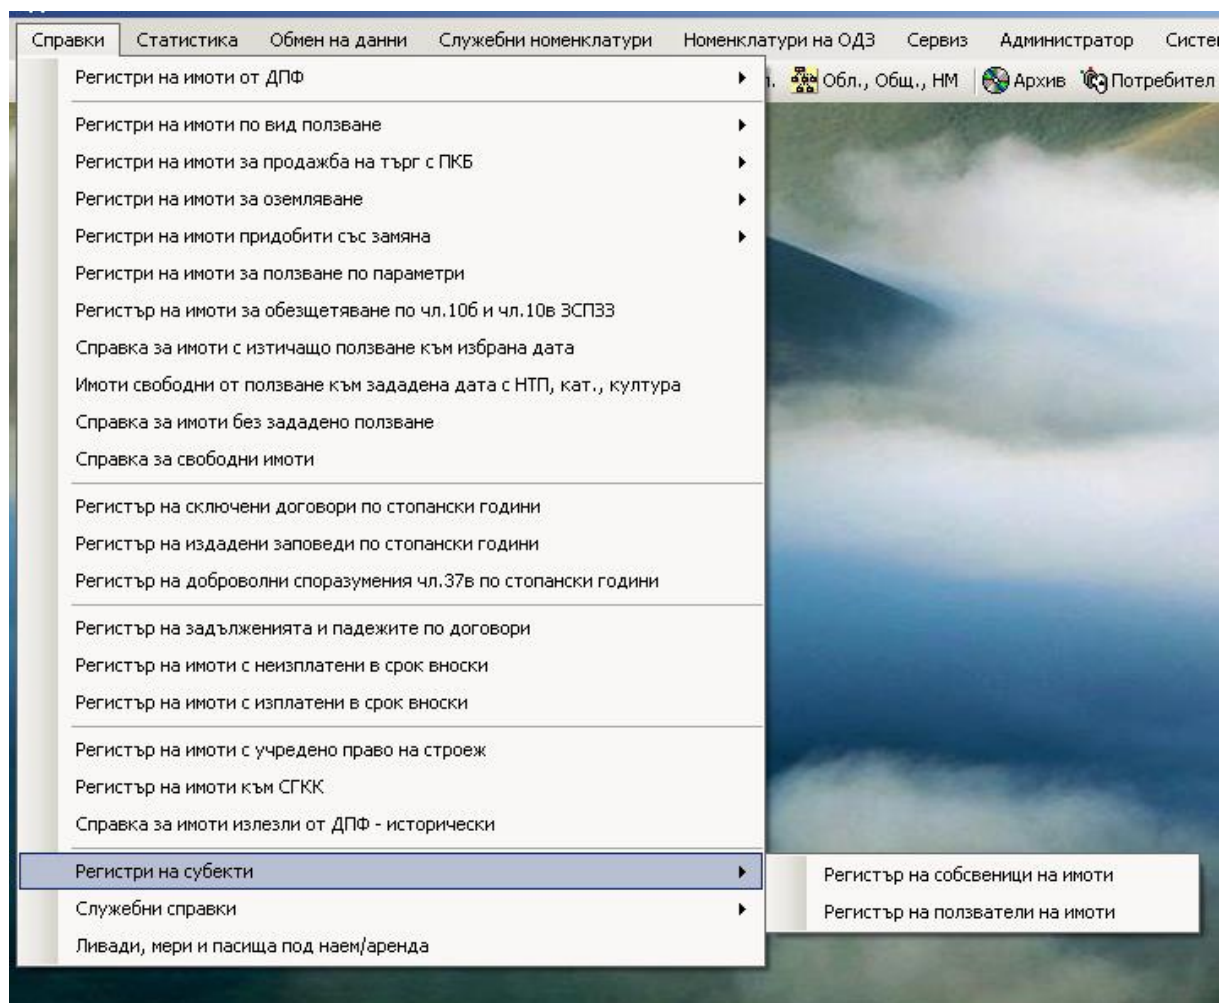 Справки Статистика Обмен на данни Служебни номенклатури Номенклатури на ОДЗ Сервиз Администратор
Регистри на имоти от ДПФ
Обл., Общ., НМ Архив Потребител
Регистри на имоти по вид ползване
Регистри на имоти за продажба на търг с ПКБ
Регистри на имоти за оземляване
Регистри на имоти придобити със замяна
Регистри на имоти за ползване по параметри
Регистър на имоти за обезщетяване по чл.10б и чл.10в ЗСПЗЗ
Справка за имоти с изтичащо ползване към избрана дата
Имоти свободни от ползване към зададена дата с НТП, кат., култура
Справка за имоти без зададено ползване
Справка за свободни имоти
Регистър на сключени договори по стопански години
Регистър на издадени заповеди по стопански години
Регистър на доброволни споразумения чл.37в по стопански години
Регистър на задълженията и падежите по договори
Регистър на имоти с неизплатени в срок вноски
Регистър на имоти с изплатени в срок вноски
Регистър на имоти с учредено право на строеж
Регистър на имоти към СГКК
Справка за имоти излезли от ДПФ - исторически
Регистри на субекти
Регистър на собсвеници на имоти
Служебни справки
Регистър на ползватели на имоти
Ливади, мери и пасища под наем/аренда